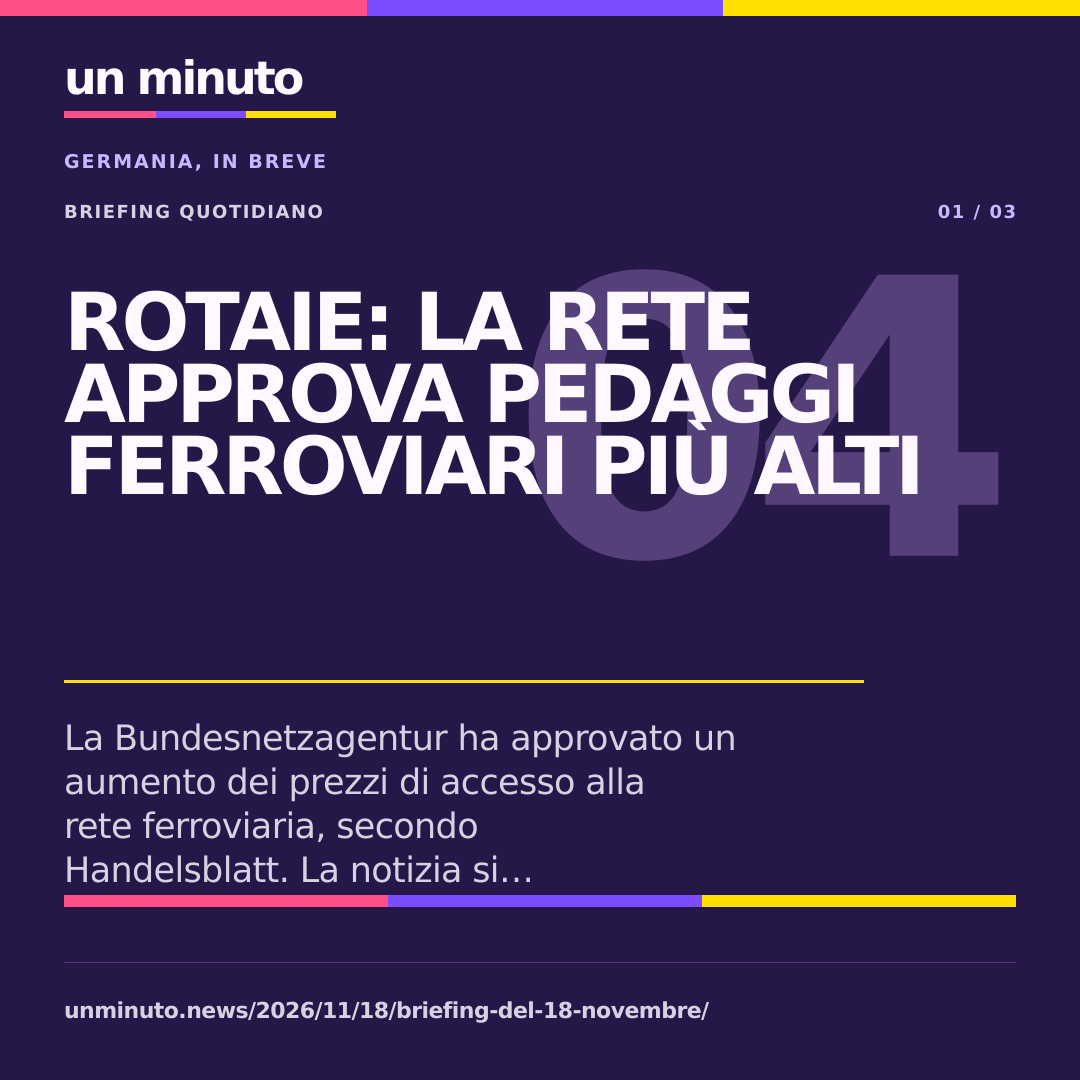 un minuto
GERMANIA, IN BREVE
BRIEFING QUOTIDIANO
01 / 03
04
ROTAIE: LA RETE
APPROVA PEDAGGI
FERROVIARI PIÙ ALTI
La Bundesnetzagentur ha approvato un
aumento dei prezzi di accesso alla
rete ferroviaria, secondo
Handelsblatt. La notizia si…
unminuto.news/2026/11/18/briefing-del-18-novembre/